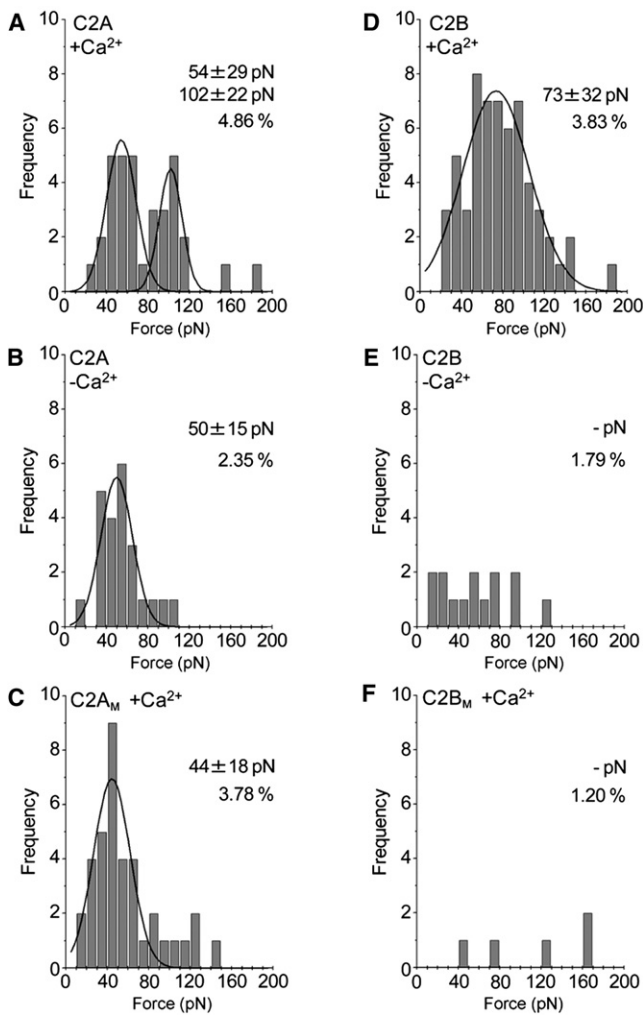 A
C2A
+Ca²⁺
54±29 pN
102±22 pN
4.86 %
Frequency
10
8
6
4
2
0
0 40 80 120 160 200
Force (pN)
B
C2A
-Ca²⁺
50±15 pN
2.35 %
Frequency
10
8
6
4
2
0
0 40 80 120 160 200
Force (pN)
C
C2A_M +Ca²⁺
44±18 pN
3.78 %
Frequency
10
8
6
4
2
0
0 40 80 120 160 200
Force (pN)
D
C2B
+Ca²⁺
73±32 pN
3.83 %
Frequency
10
8
6
4
2
0
0 40 80 120 160 200
Force (pN)
E
C2B
-Ca²⁺
- pN
1.79 %
Frequency
10
8
6
4
2
0
0 40 80 120 160 200
Force (pN)
F
C2B_M +Ca²⁺
- pN
1.20 %
Frequency
10
8
6
4
2
0
0 40 80 120 160 200
Force (pN)